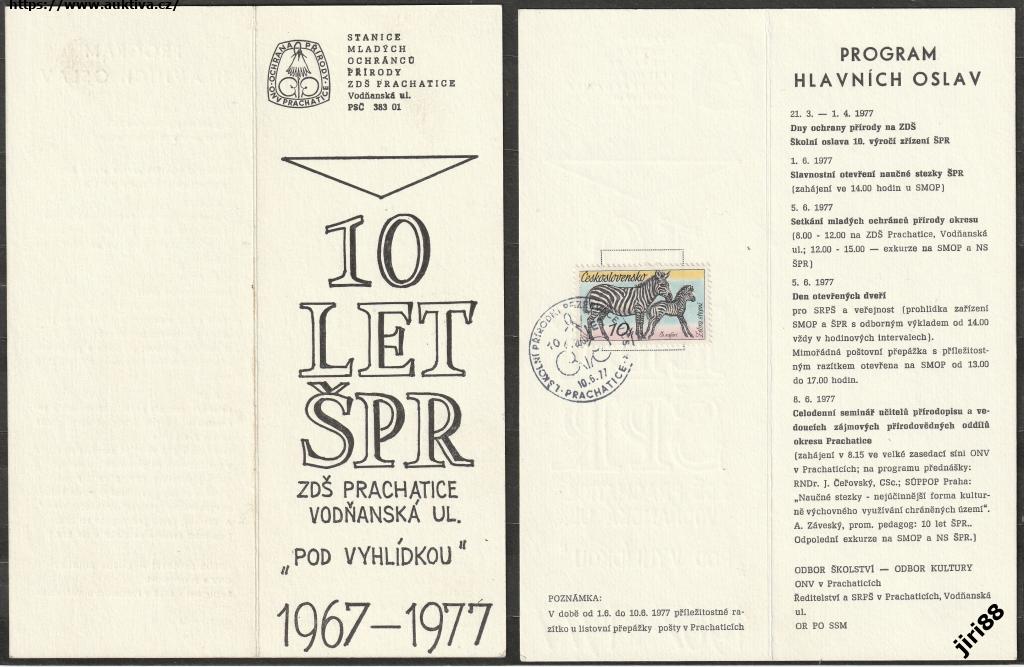 https://www.auktiva.cz/
OCHRANA PŘÍRODY
ONV PRACHATICE
STANICE
MLADÝCH
OCHRÁNCŮ
PŘÍRODY
ZDŠ PRACHATICE
Vodňanská ul.
PSČ 383 01
10
LET
ŠPR
ZDŠ PRACHATICE
VODŇANSKÁ UL.
„POD VYHLÍDKOU"
1967–1977
Československo
10
10.6.77
PRACHATICE
POZNÁMKA:
V době od 1.6. do 10.6. 1977 příležitostné ra-
zítko u listovní přepážky pošty v Prachaticích
PROGRAM
HLAVNÍCH OSLAV
21. 3. — 1. 4. 1977
Dny ochrany přírody na ZDŠ
Školní oslava 10. výročí zřízení ŠPR
1. 6. 1977
Slavnostní otevření naučné stezky ŠPR
(zahájení ve 14.00 hodin u SMOP)
5. 6. 1977
Setkání mladých ochránců přírody okresu
(8.00 - 12.00 na ZDŠ Prachatice, Vodňanská
ul.; 12.00 - 15.00 — exkurze na SMOP a NS
ŠPR)
5. 6. 1977
Den otevřených dveří
pro SRPŠ a veřejnost (prohlídka zařízení
SMOP a ŠPR s odborným výkladem od 14.00
vždy v hodinových intervalech).
Mimořádná poštovní přepážka s příležitost-
ným razítkem otevřena na SMOP od 13.00
do 17.00 hodin.
8. 6. 1977
Celodenní seminář učitelů přírodopisu a ve-
doucích zájmových přírodovědných oddílů
okresu Prachatice
(zahájení v 8.15 ve velké zasedací síni ONV
v Prachaticích; na programu přednášky:
RNDr. J. Čeřovský, CSc.; SÚPPOP Praha:
„Naučné stezky - nejúčinnější forma kultur-
ně výchovného využívání chráněných území".
A. Záveský, prom. pedagog: 10 let ŠPR..
Odpolední exkurze na SMOP a NS ŠPR.)
ODBOR ŠKOLSTVÍ — ODBOR KULTURY
ONV v Prachaticích
Ředitelství a SRPŠ v Prachaticích, Vodňanská
ul.
OR PO SSM
jiri88